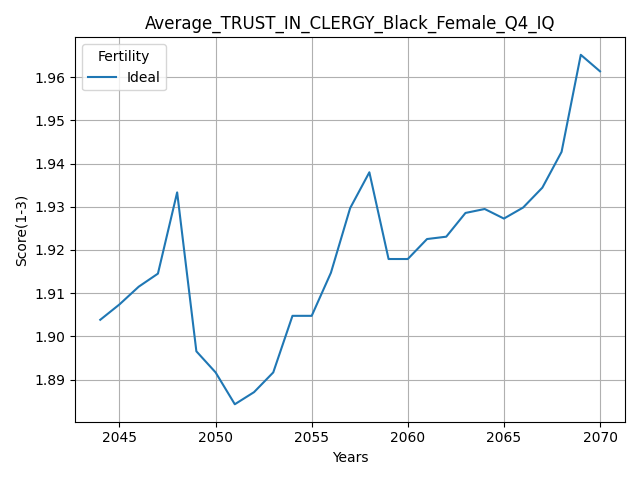 Average_TRUST_IN_CLERGY_Black_Female_Q4_IQ
Fertility
Ideal
Score(1-3)
1.96
1.95
1.94
1.93
1.92
1.91
1.90
1.89
2045 2050 2055 2060 2065 2070
Years